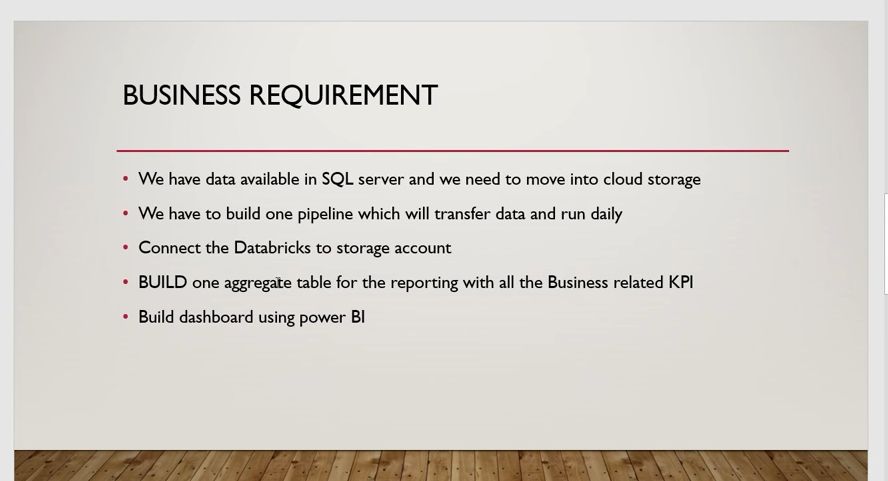 BUSINESS REQUIREMENT
• We have data available in SQL server and we need to move into cloud storage
• We have to build one pipeline which will transfer data and run daily
• Connect the Databricks to storage account
• BUILD one aggregate table for the reporting with all the Business related KPI
• Build dashboard using power BI